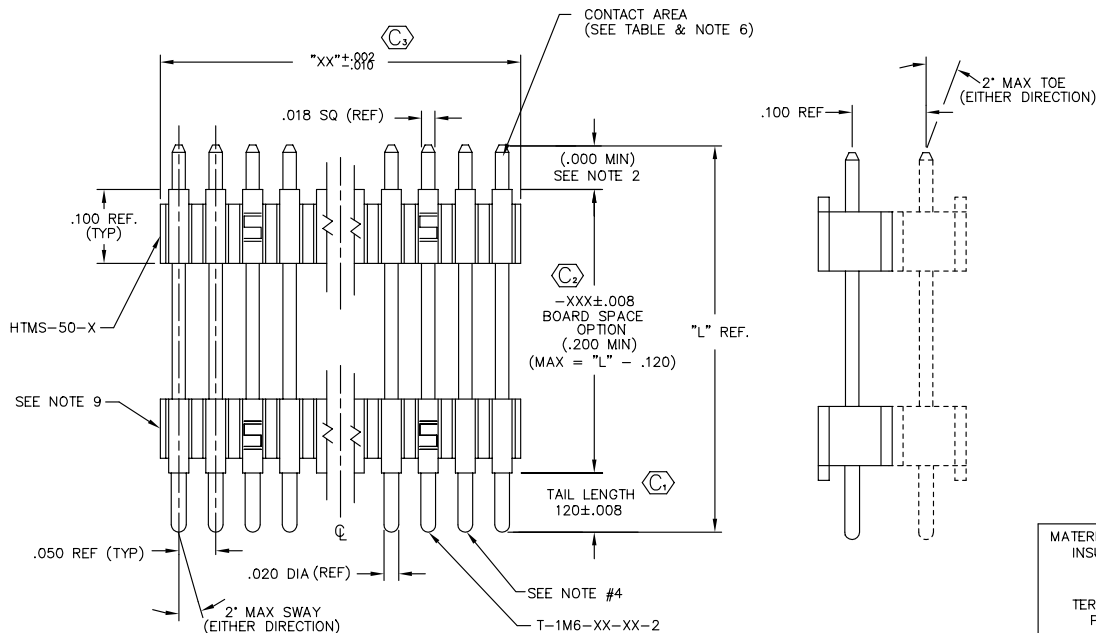 CONTACT AREA
(SEE TABLE & NOTE 6)
C3
"XX"+.002
-.010
2° MAX TOE
(EITHER DIRECTION)
.018 SQ (REF)
.100 REF
(.000 MIN)
SEE NOTE 2
.100 REF.
(TYP)
C2
-XXX±.008
BOARD SPACE
OPTION
(.200 MIN)
(MAX = "L" - .120)
"L" REF.
HTMS-50-X
SEE NOTE 9
TAIL LENGTH
120±.008
C1
CL
.050 REF (TYP)
.020 DIA (REF)
SEE NOTE #4
2° MAX SWAY
(EITHER DIRECTION)
T-1M6-XX-XX-2
MATERI
INSU
TER
P